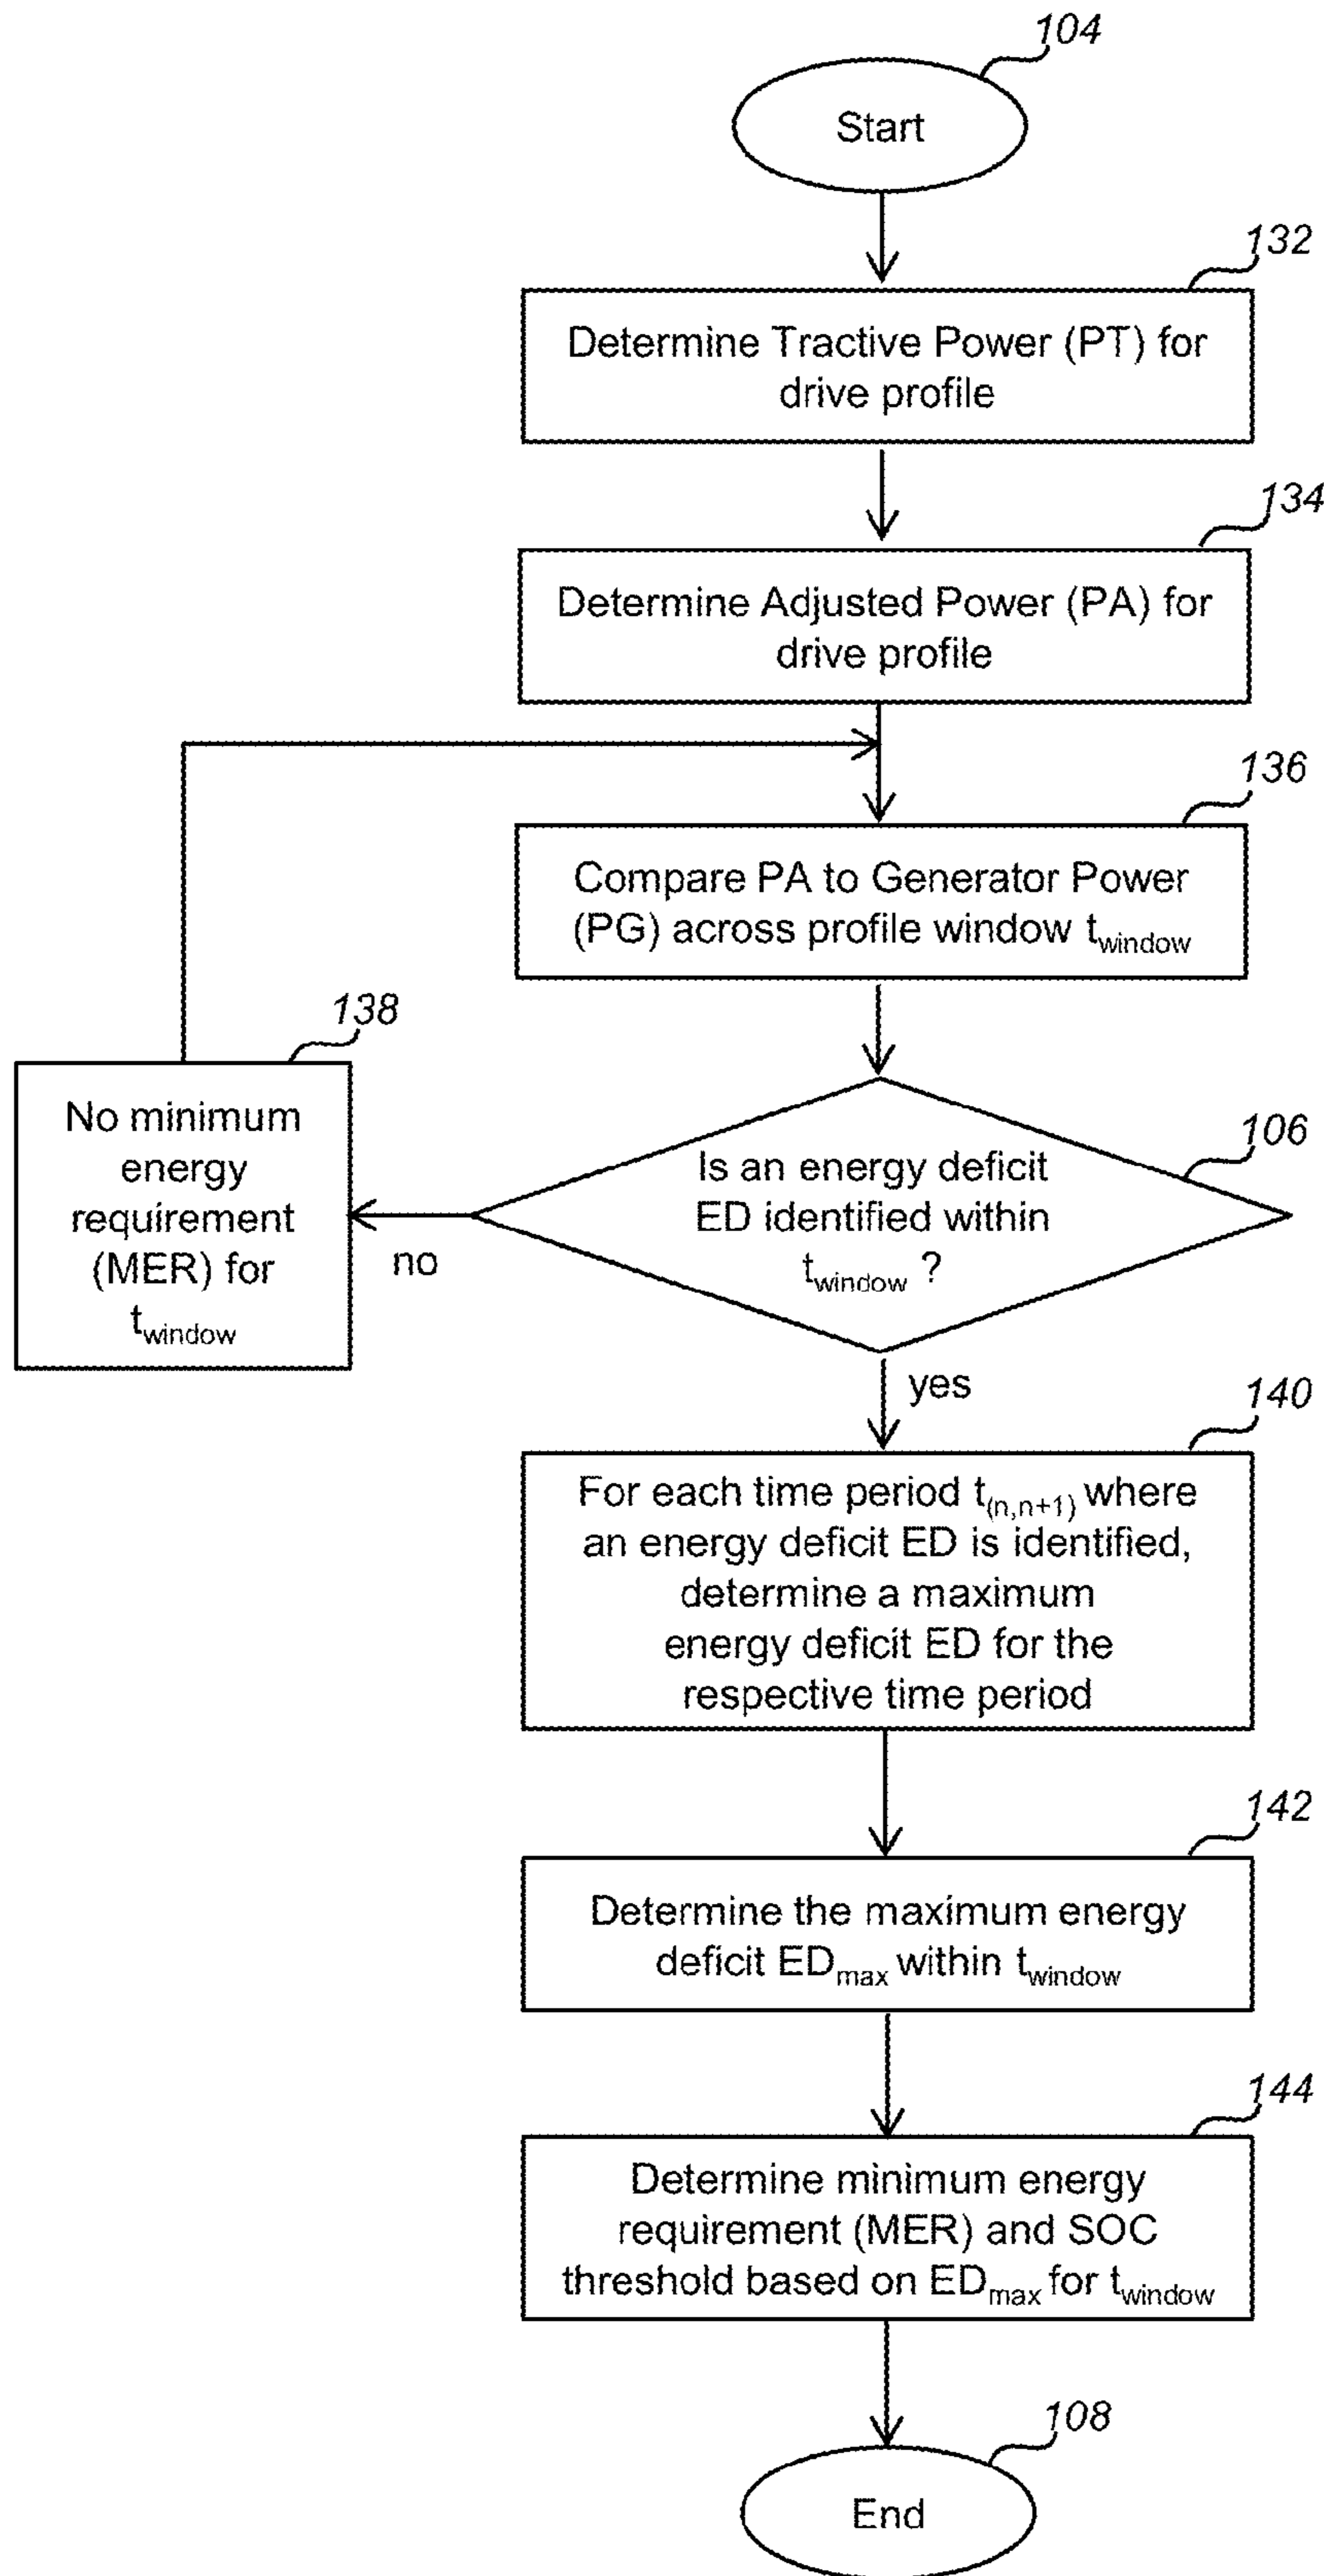 104
Start
132
Determine Tractive Power (PT) for
drive profile
134
Determine Adjusted Power (PA) for
drive profile
136
Compare PA to Generator Power
(PG) across profile window twindow
138
No minimum
energy
requirement
(MER) for
twindow
106
Is an energy deficit
ED identified within
twindow ?
no
yes
140
For each time period t(n,n+1) where
an energy deficit ED is identified,
determine a maximum
energy deficit ED for the
respective time period
142
Determine the maximum energy
deficit EDmax within twindow
144
Determine minimum energy
requirement (MER) and SOC
threshold based on EDmax for twindow
108
End